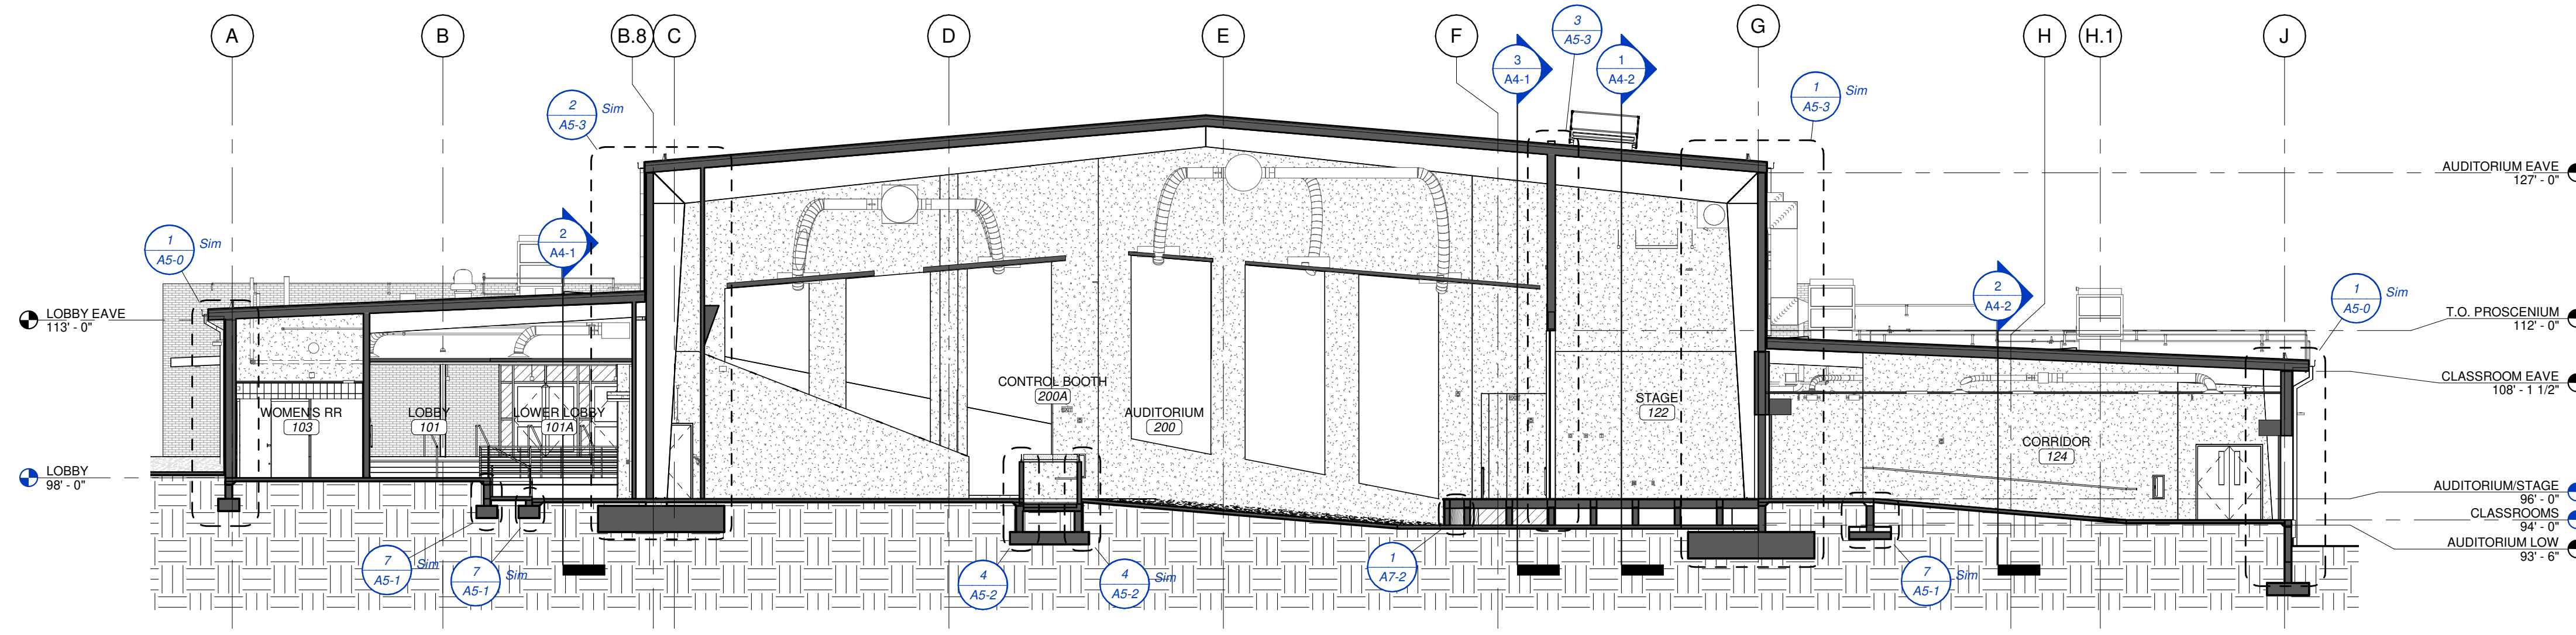 A
B
B.8
C
D
E
F
G
H
H.1
J
3
A5-3
3
A4-1
1
A4-2
2
A5-3
Sim
1
A5-3
Sim
1
A5-0
Sim
2
A4-1
2
A4-2
1
A5-0
Sim
AUDITORIUM EAVE
127' - 0"
LOBBY EAVE
113' - 0"
T.O. PROSCENIUM
112' - 0"
CLASSROOM EAVE
108' - 1 1/2"
WOMEN'S RR
103
LOBBY
101
LOWER LOBBY
101A
CONTROL BOOTH
200A
AUDITORIUM
200
STAGE
122
CORRIDOR
124
LOBBY
98' - 0"
AUDITORIUM/STAGE
96' - 0"
CLASSROOMS
94' - 0"
AUDITORIUM LOW
93' - 6"
7
A5-1
Sim
7
A5-1
Sim
4
A5-2
4
A5-2
Sim
1
A7-2
7
A5-1
Sim